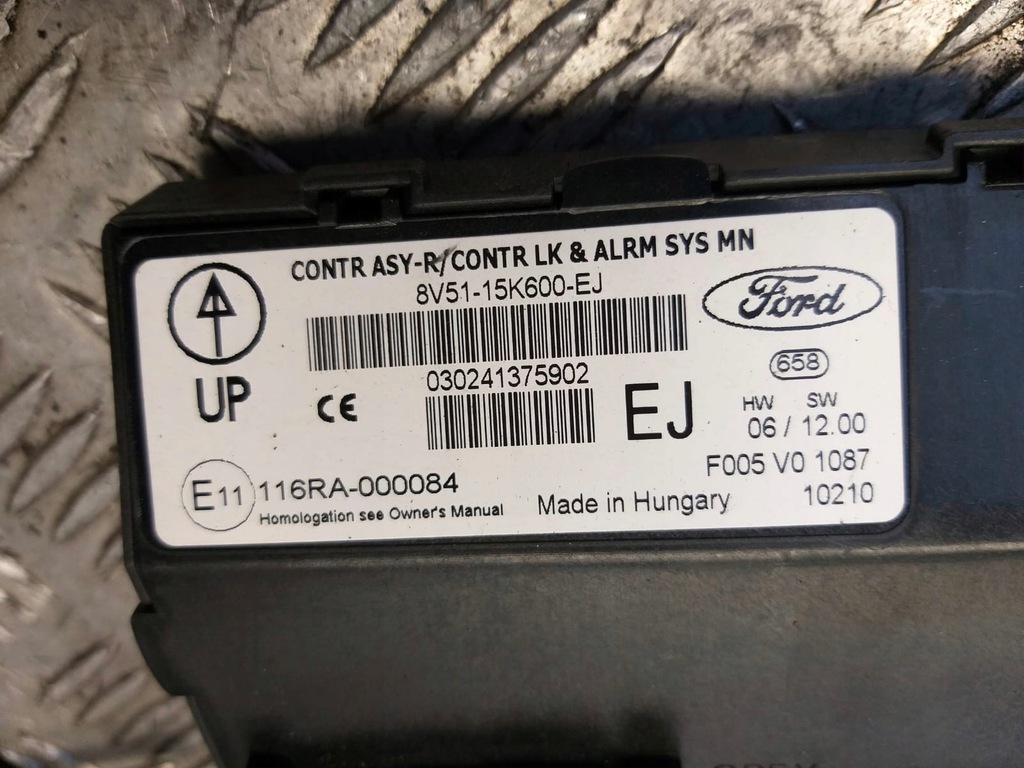 CONTR ASY-R/CONTR LK & ALRM SYS MN
8V51-15K600-EJ
Ford
UP
CE
030241375902
EJ
658
HW SW
06 / 12.00
F005 V0 1087
10210
E11 116RA-000084
Homologation see Owner's Manual
Made in Hungary